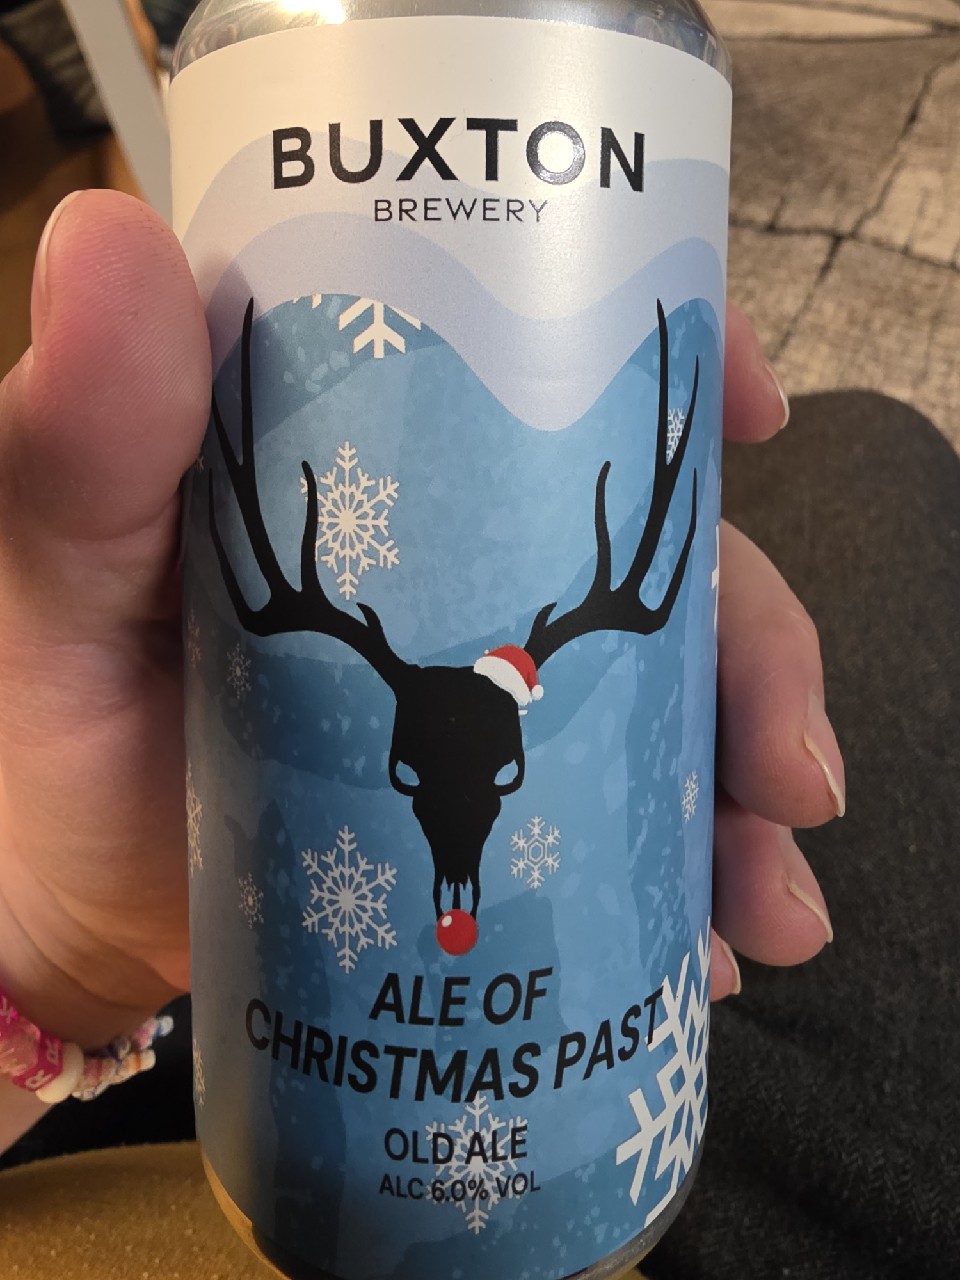 BUXTON
BREWERY
ALE OF
CHRISTMAS PAST
OLD ALE
ALC 6.0% VOL